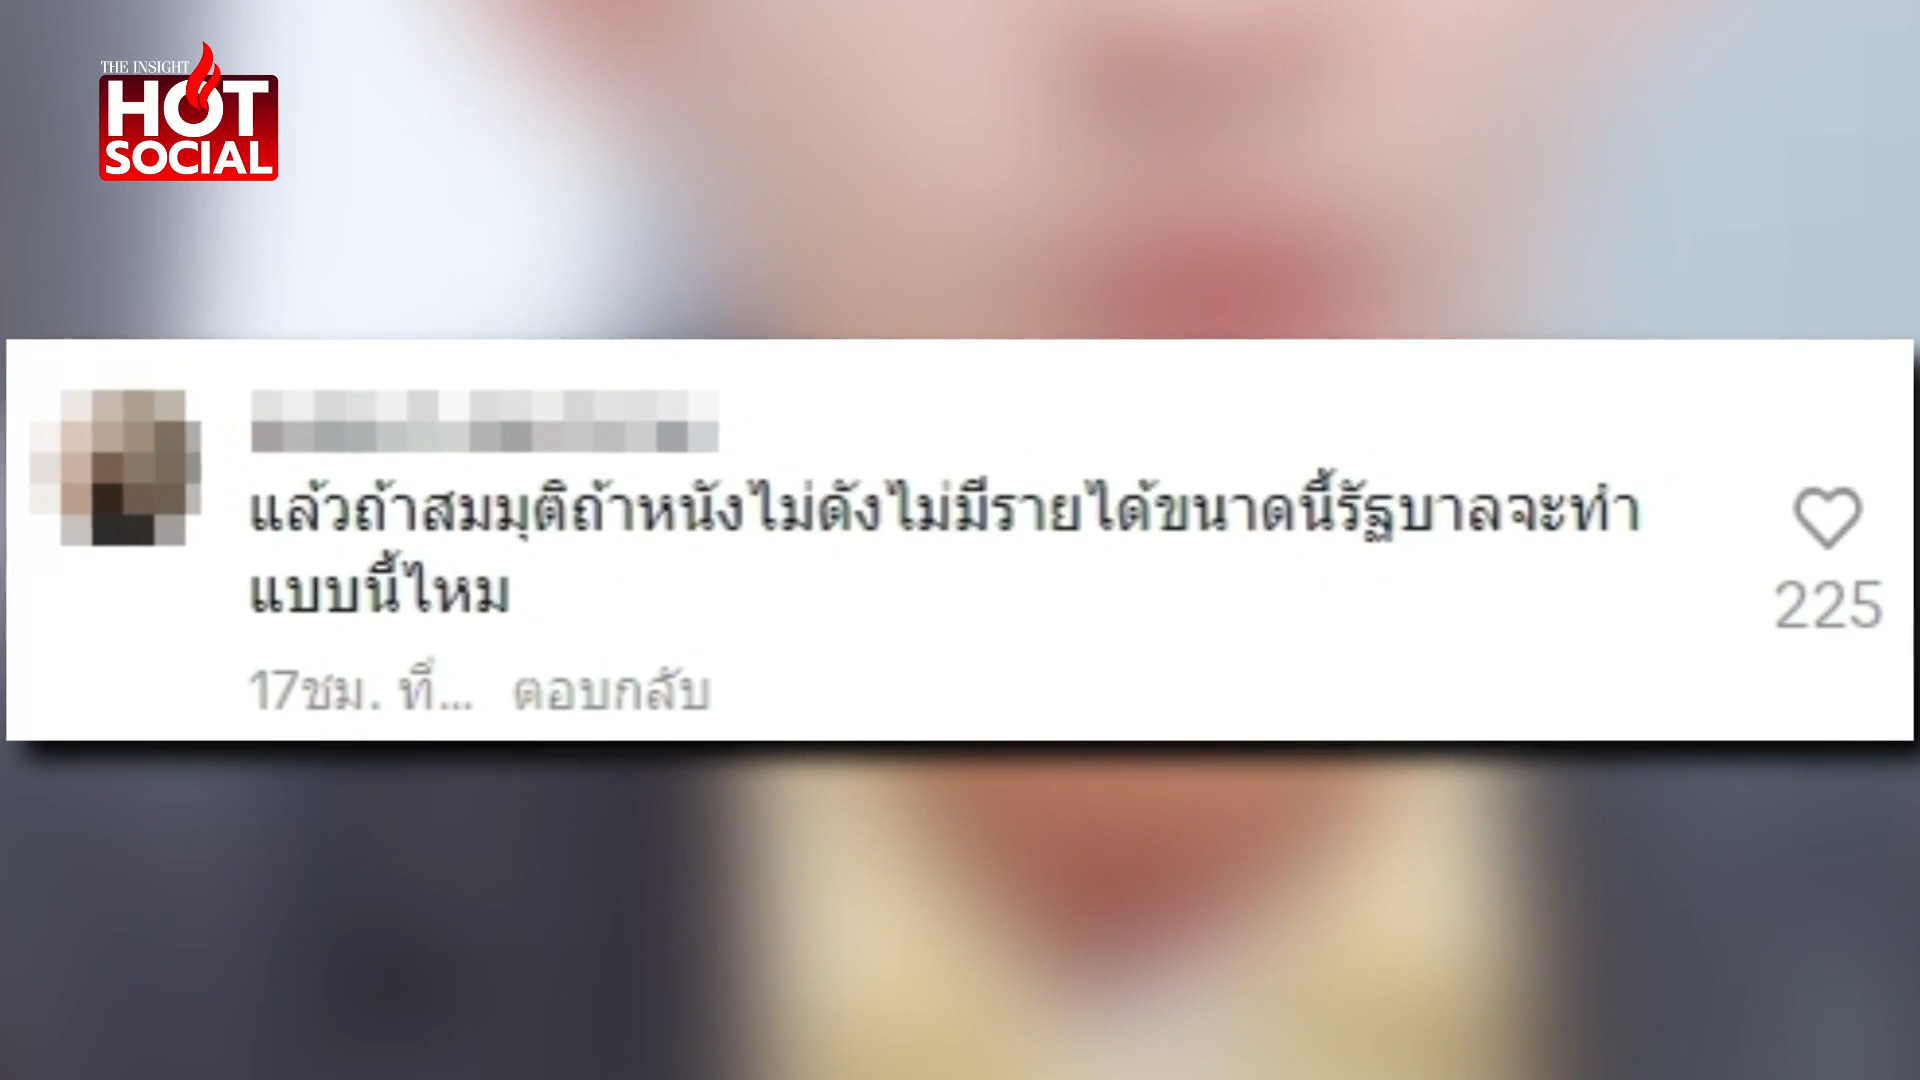 THE INSIGHT
HOT
SOCIAL
แล้วถ้าสมมุติถ้าหนังไม่ดังไม่มีรายได้ขนาดนี้รัฐบาลจะทำ
แบบนี้ไหม
225
17ชม. ที่... ตอบกลับ